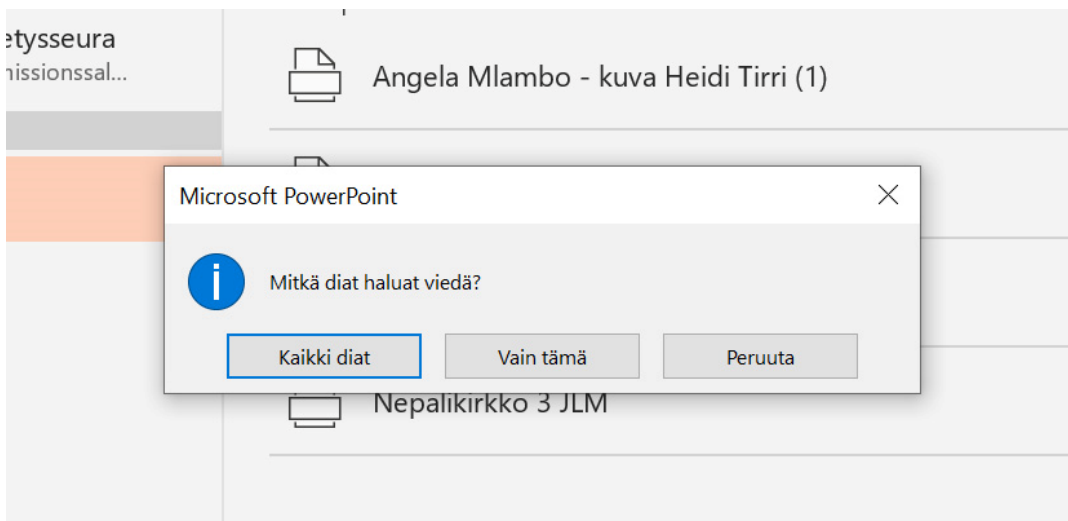 etysseura
nissionssal...
Angela Mlambo - kuva Heidi Tirri (1)
Microsoft PowerPoint
Mitkä diat haluat viedä?
Kaikki diat
Vain tämä
Peruuta
Nepalikirkko 3 JLM